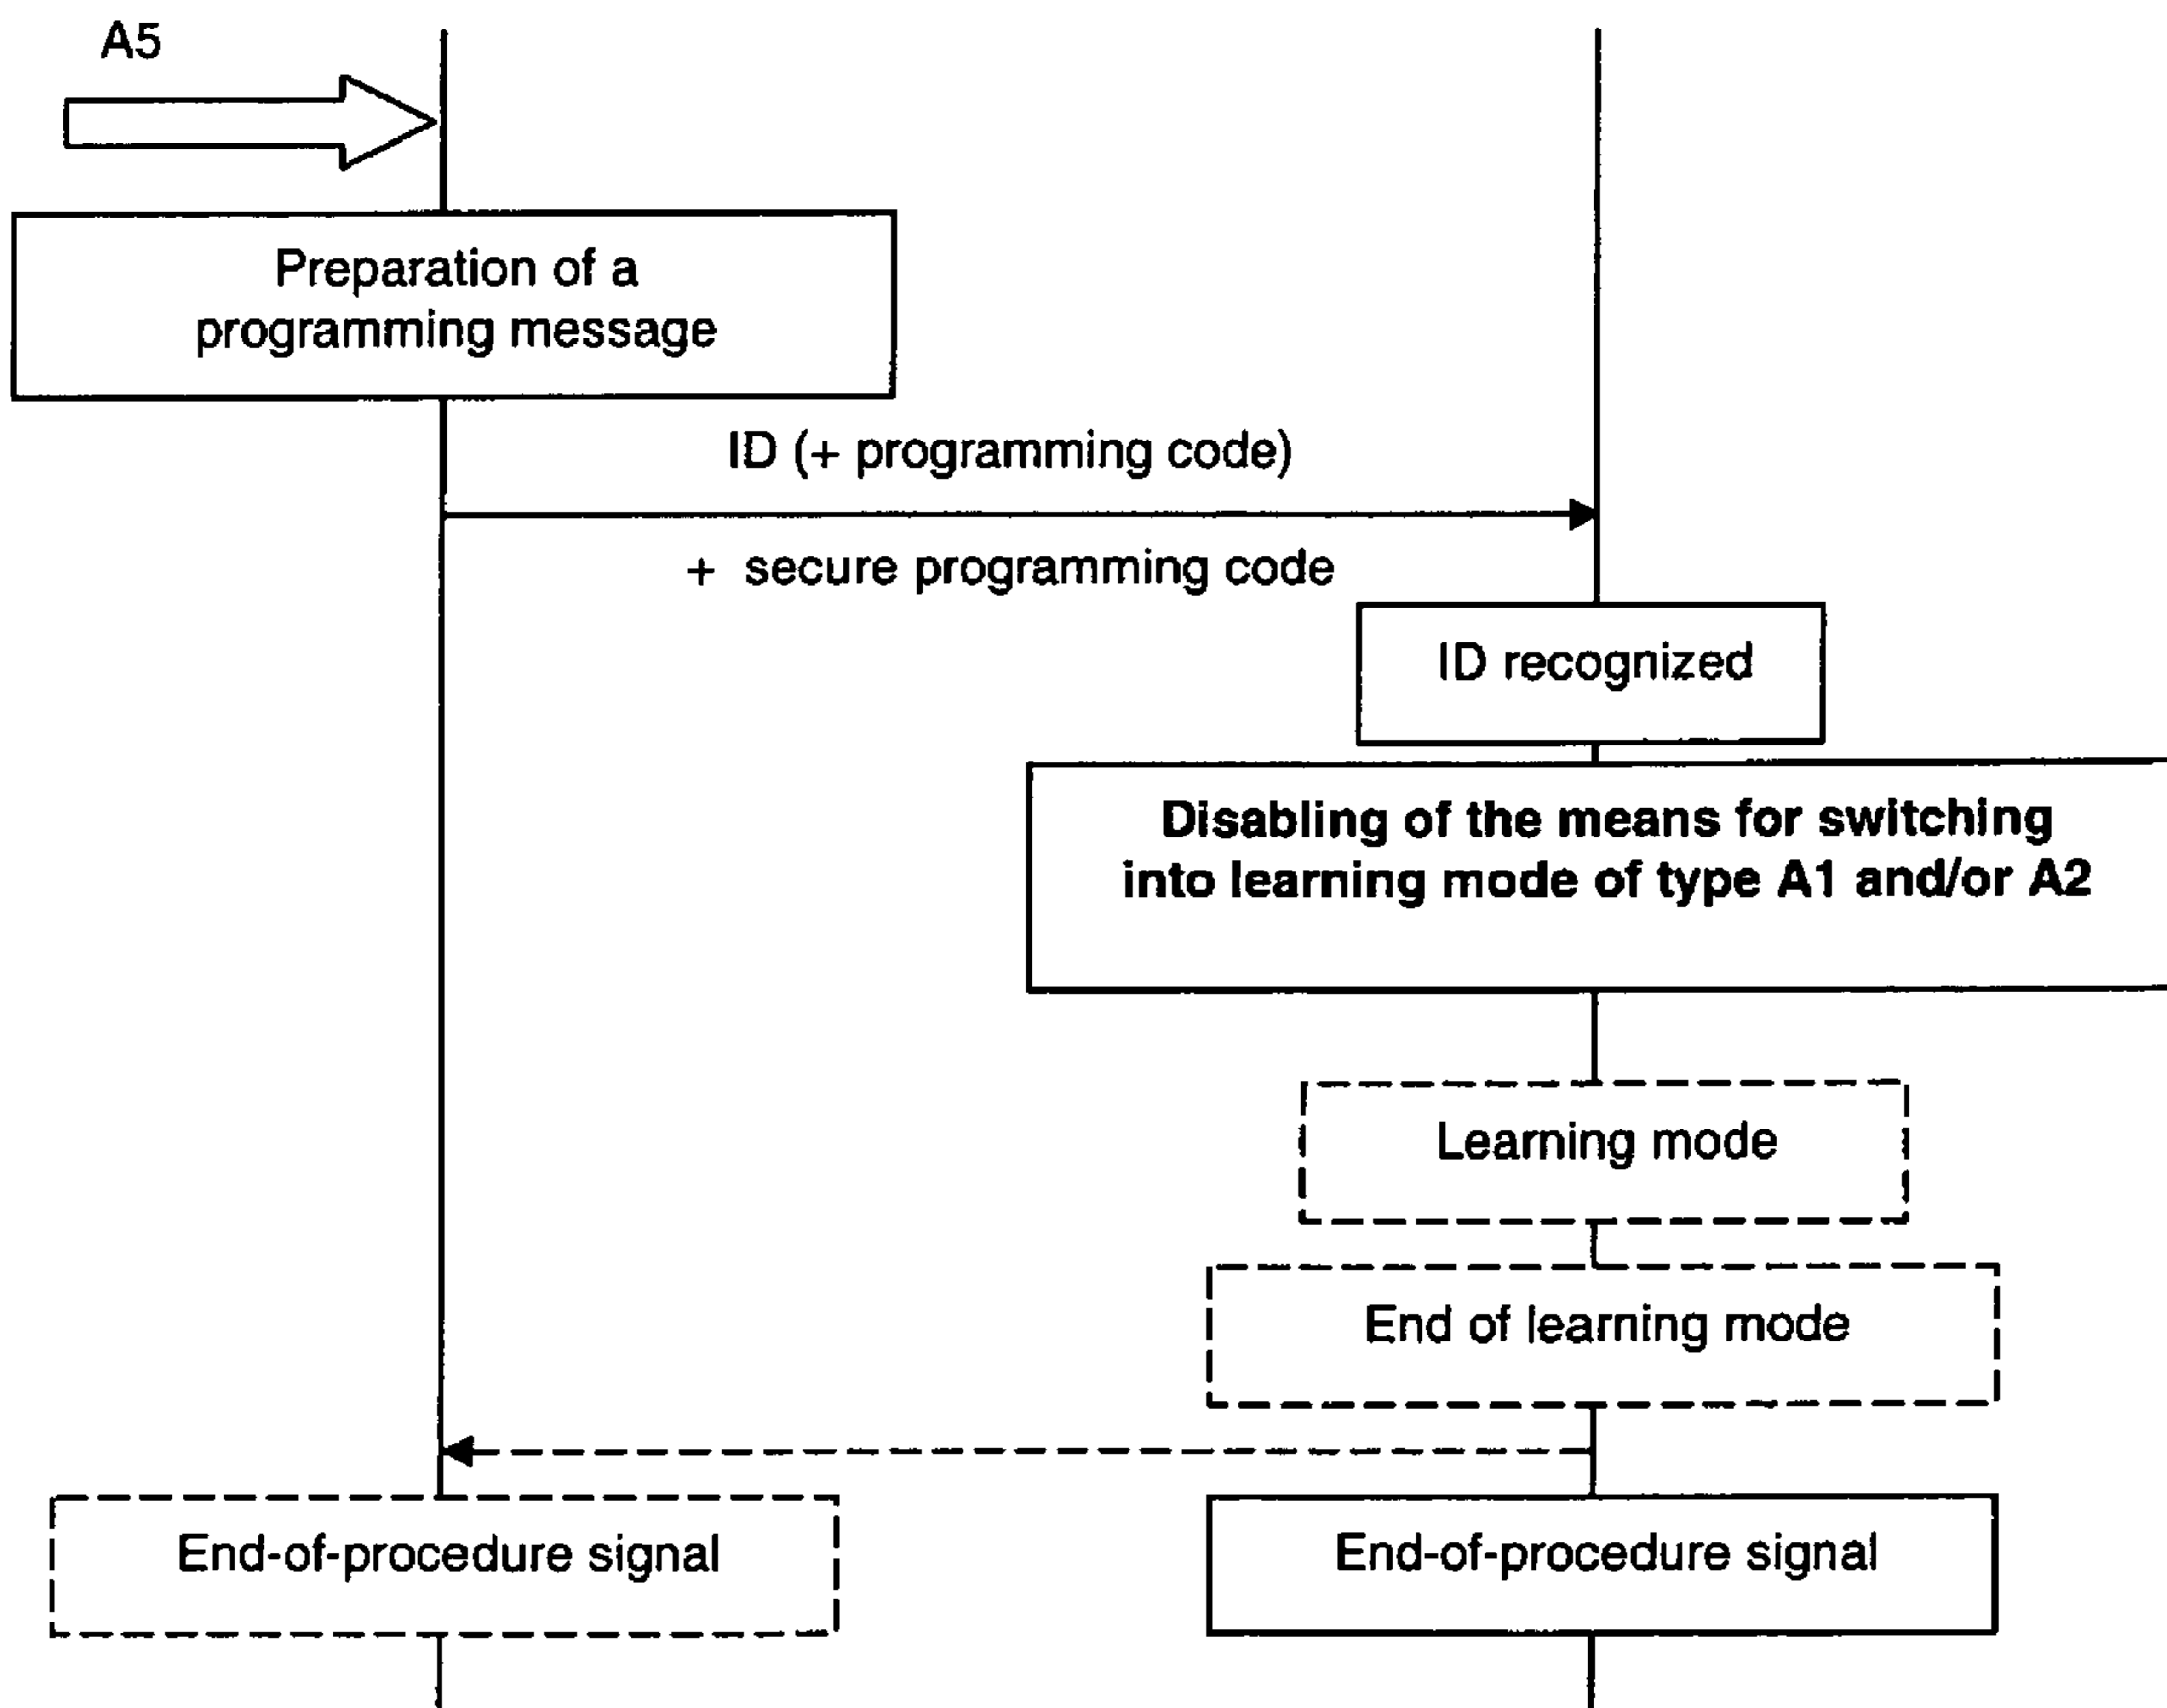 A5
Preparation of a
programming message
ID (+ programming code)
+ secure programming code
ID recognized
Disabling of the means for switching
into learning mode of type A1 and/or A2
Learning mode
End of learning mode
End-of-procedure signal
End-of-procedure signal